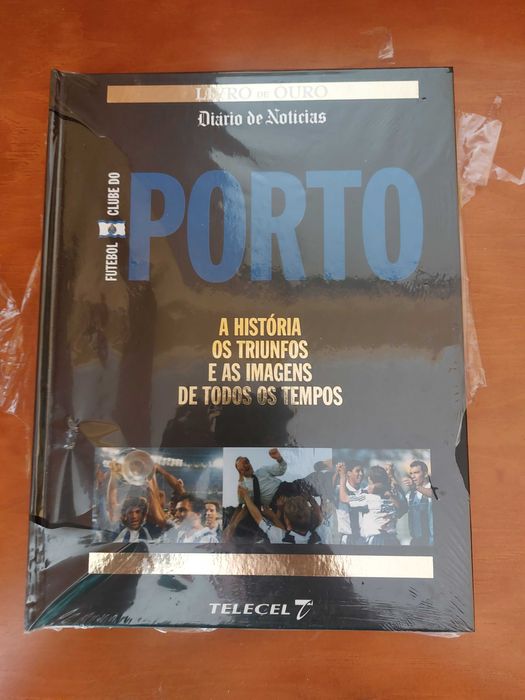 LIVRO DE OURO
Diário de Notícias
FUTEBOL CLUBE DO
PORTO
A HISTÓRIA
OS TRIUNFOS
E AS IMAGENS
DE TODOS OS TEMPOS
TELECEL